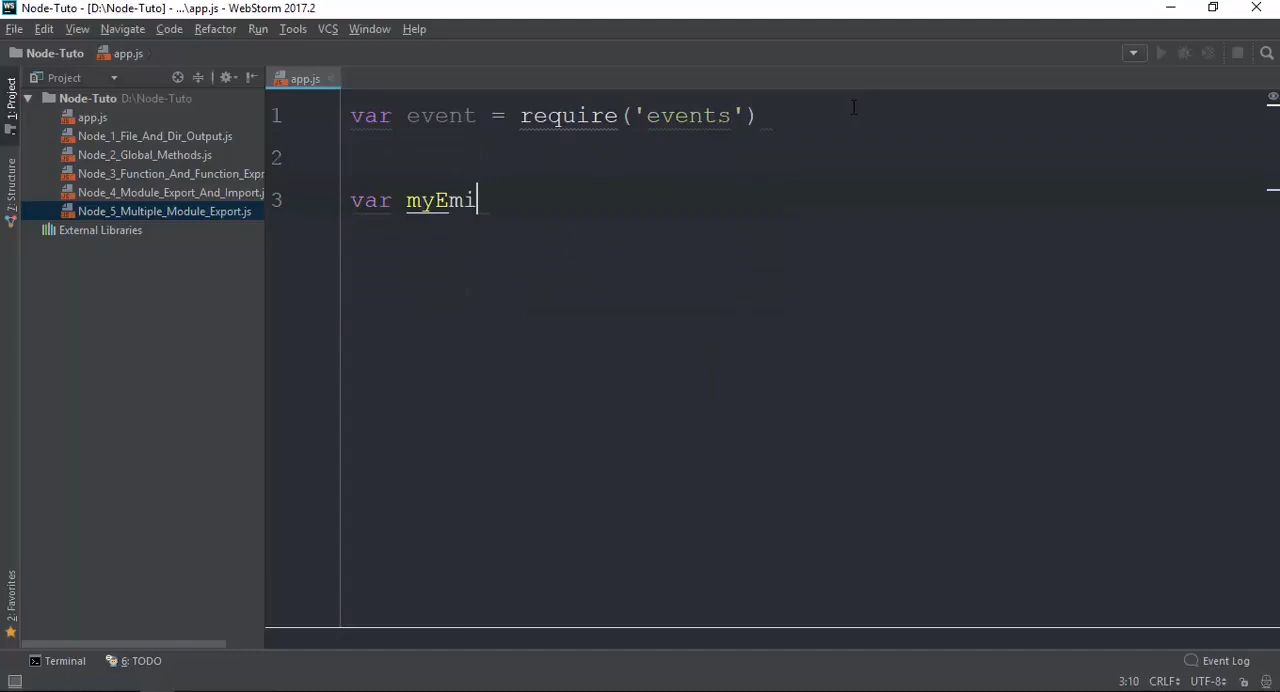 WS Node-Tuto - [D:\Node-Tuto] - ...\app.js - WebStorm 2017.2
File Edit View Navigate Code Refactor Run Tools VCS Window Help
Node-Tuto app.js
1: Project
Z: Structure
2: Favorites
Project
Node-Tuto D:\Node-Tuto
app.js
Node_1_File_And_Dir_Output.js
Node_2_Global_Methods.js
Node_3_Function_And_Function_Expr
Node_4_Module_Export_And_Import.j
Node_5_Multiple_Module_Export.js
External Libraries
app.js
1 var event = require('events')
2
3 var myEmi
Terminal 6: TODO Event Log
3:10 CRLF UTF-8